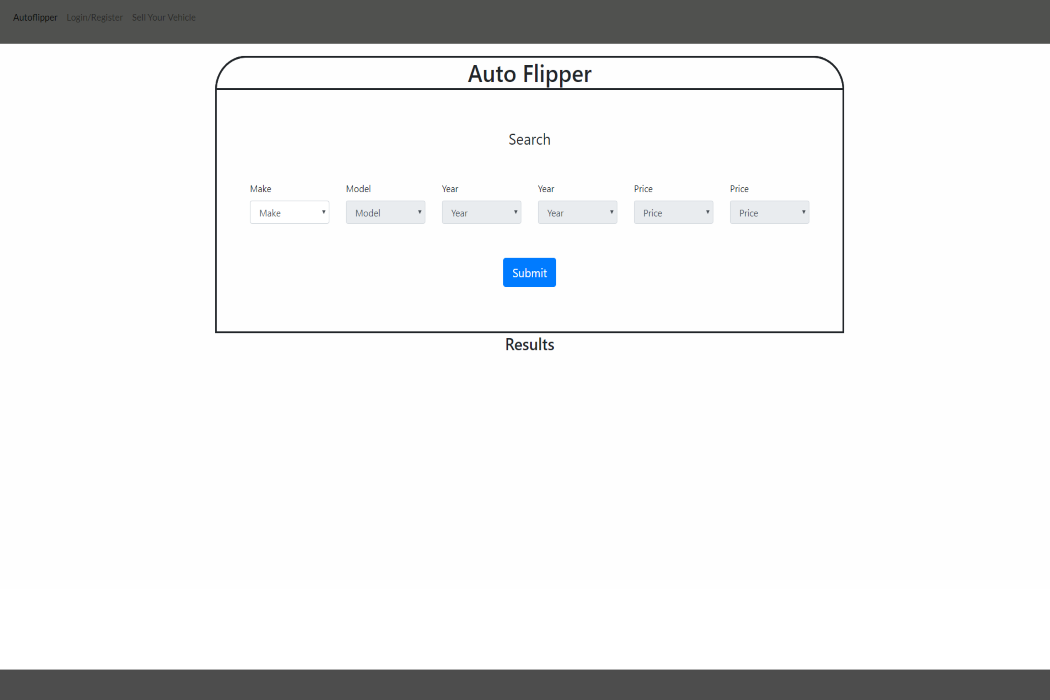 Autoflipper Login/Register Sell Your Vehicle
Auto Flipper
Search
Make Model Year Year Price Price
Make Model Year Year Price Price
Submit
Results